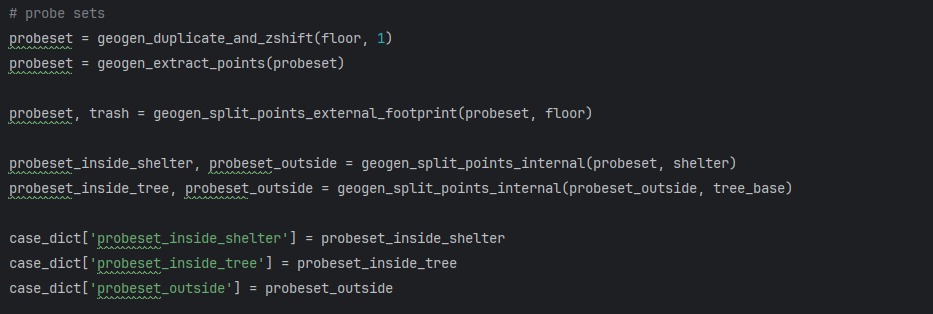 # probe sets
probeset = geogen_duplicate_and_zshift(floor, 1)
probeset = geogen_extract_points(probeset)
probeset, trash = geogen_split_points_external_footprint(probeset, floor)
probeset_inside_shelter, probeset_outside = geogen_split_points_internal(probeset, shelter)
probeset_inside_tree, probeset_outside = geogen_split_points_internal(probeset_outside, tree_base)
case_dict['probeset_inside_shelter'] = probeset_inside_shelter
case_dict['probeset_inside_tree'] = probeset_inside_tree
case_dict['probeset_outside'] = probeset_outside